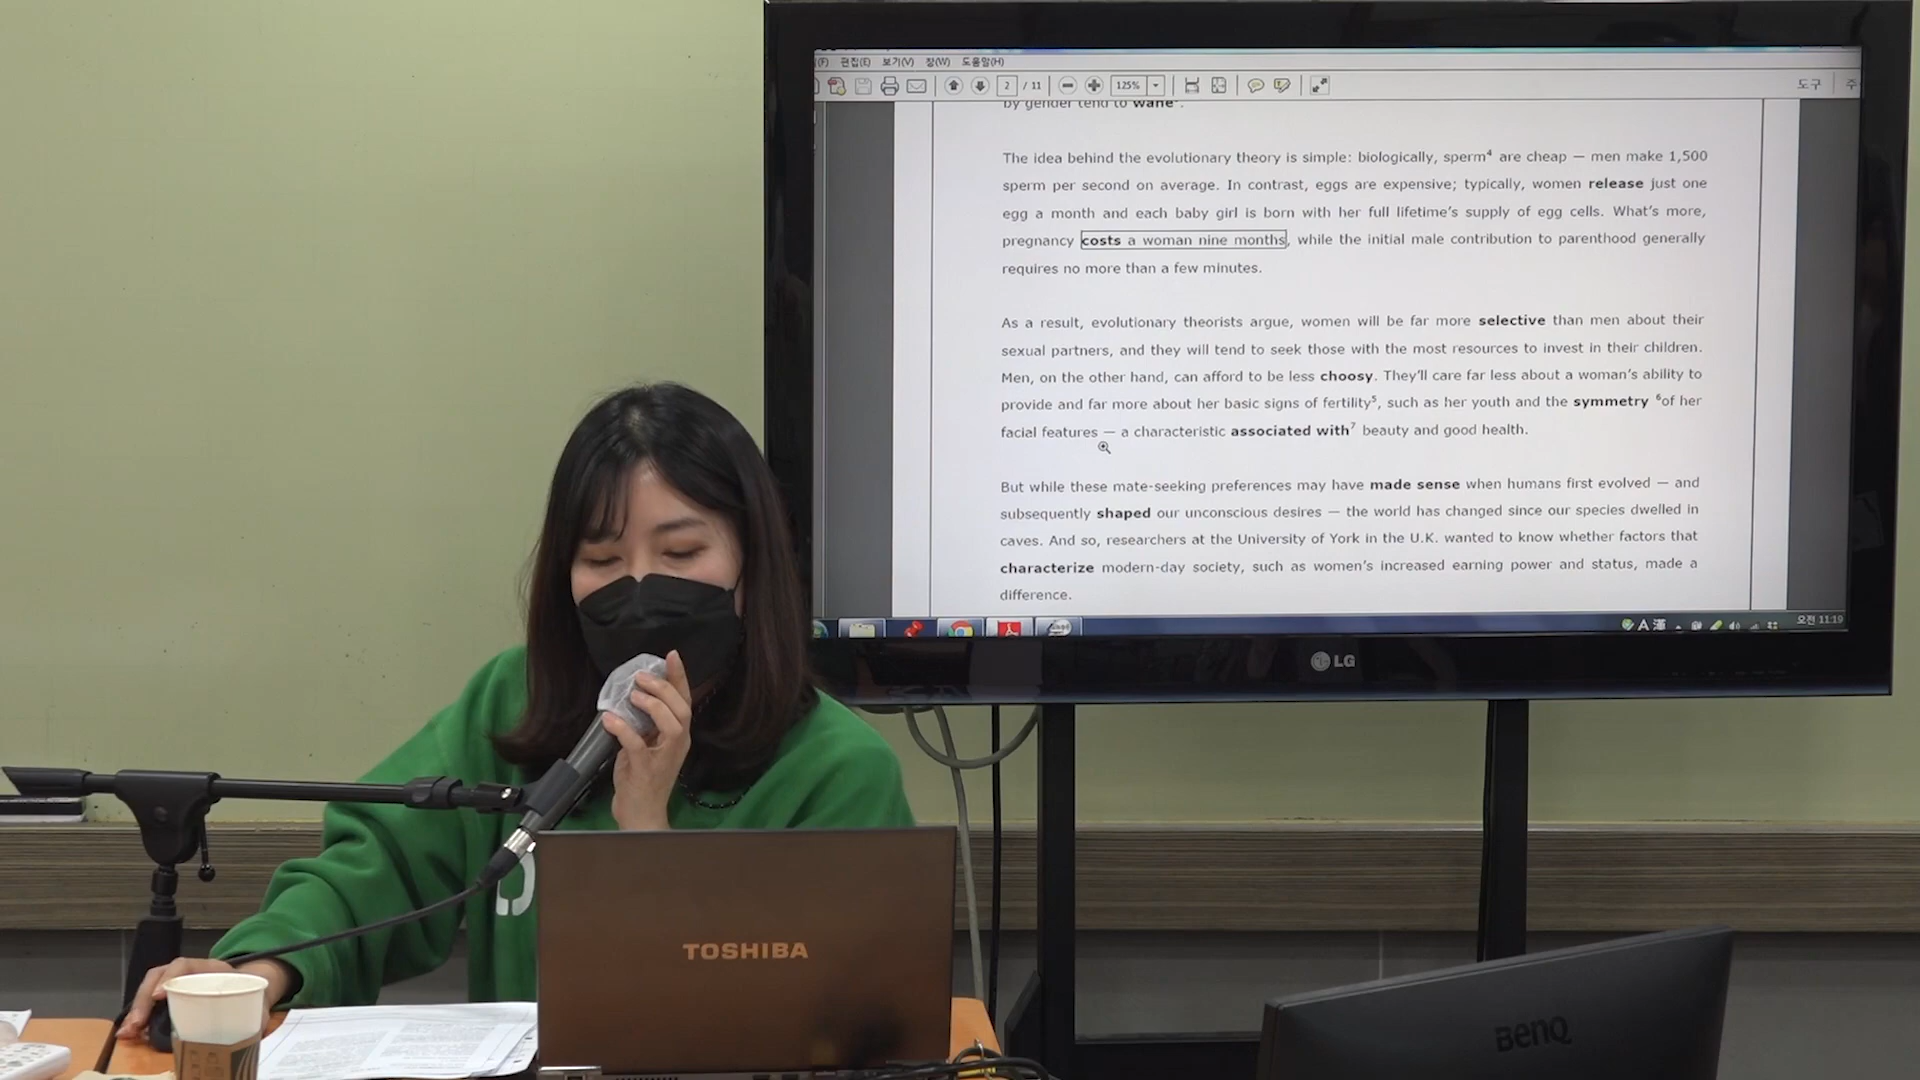 (F) 편집(E) 보기(V) 창(W) 도움말(H)
2 / 11 125% 도구
by gender tend to wane³.
The idea behind the evolutionary theory is simple: biologically, sperm⁴ are cheap — men make 1,500
sperm per second on average. In contrast, eggs are expensive; typically, women release just one
egg a month and each baby girl is born with her full lifetime's supply of egg cells. What's more,
pregnancy costs a woman nine months, while the initial male contribution to parenthood generally
requires no more than a few minutes.
As a result, evolutionary theorists argue, women will be far more selective than men about their
sexual partners, and they will tend to seek those with the most resources to invest in their children.
Men, on the other hand, can afford to be less choosy. They'll care far less about a woman's ability to
provide and far more about her basic signs of fertility⁵, such as her youth and the symmetry ⁶of her
facial features — a characteristic associated with⁷ beauty and good health.
But while these mate-seeking preferences may have made sense when humans first evolved — and
subsequently shaped our unconscious desires — the world has changed since our species dwelled in
caves. And so, researchers at the University of York in the U.K. wanted to know whether factors that
characterize modern-day society, such as women's increased earning power and status, made a
difference.
A 漢 오전 11:19
LG
TOSHIBA
BenQ